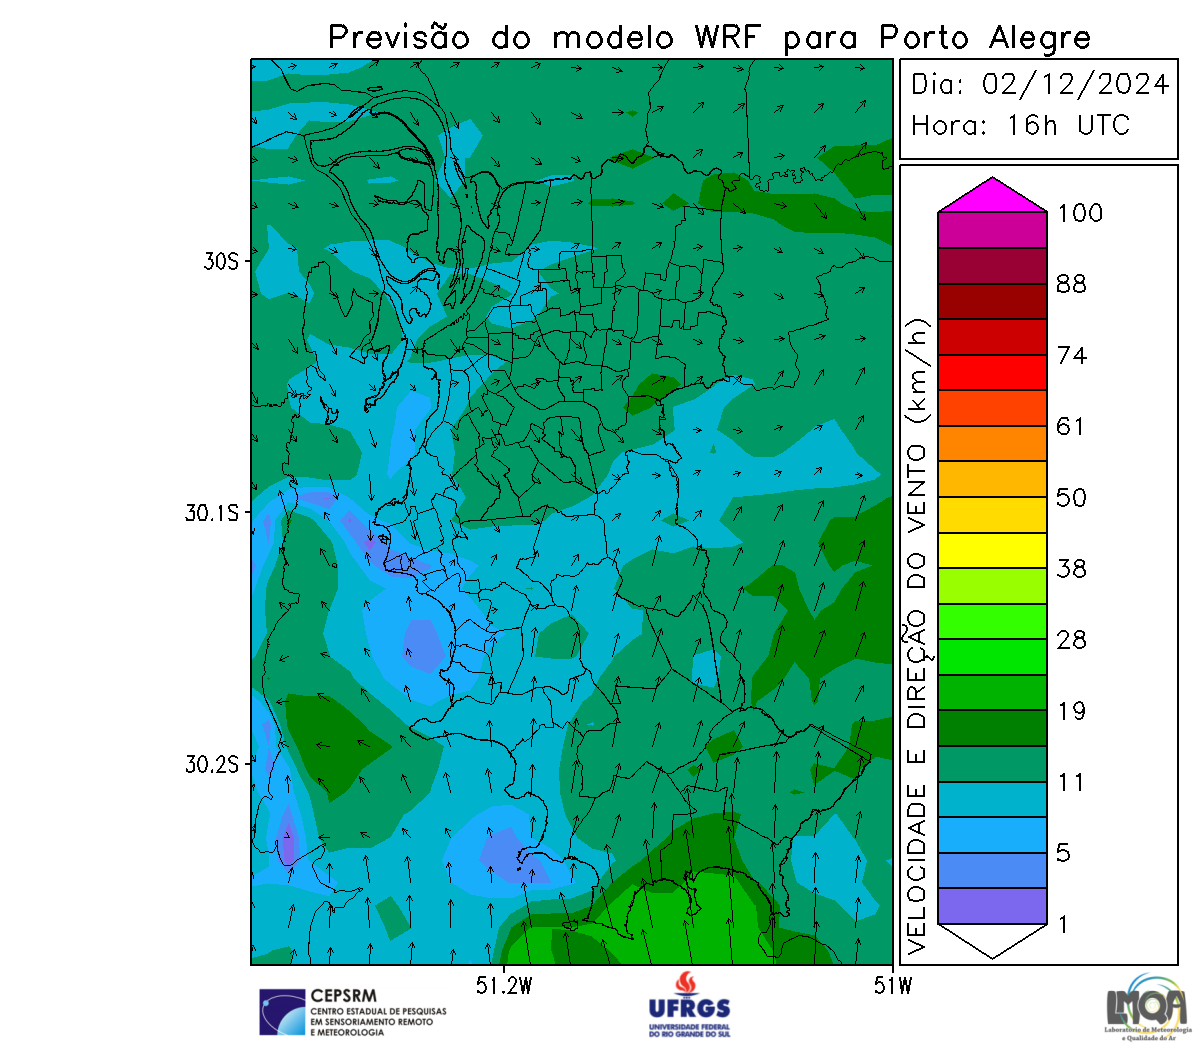 Previsão do modelo WRF para Porto Alegre
Dia: 02/12/2024
Hora: 16h UTC
30S
30.1S
30.2S
51.2W
51W
VELOCIDADE E DIREÇÃO DO VENTO (km/h)
100
88
74
61
50
38
28
19
11
5
1
CEPSRM
CENTRO ESTADUAL DE PESQUISAS
EM SENSORIAMENTO REMOTO
E METEOROLOGIA
UFRGS
UNIVERSIDADE FEDERAL
DO RIO GRANDE DO SUL
LMQA
Laboratório de Meteorologia
e Qualidade do Ar